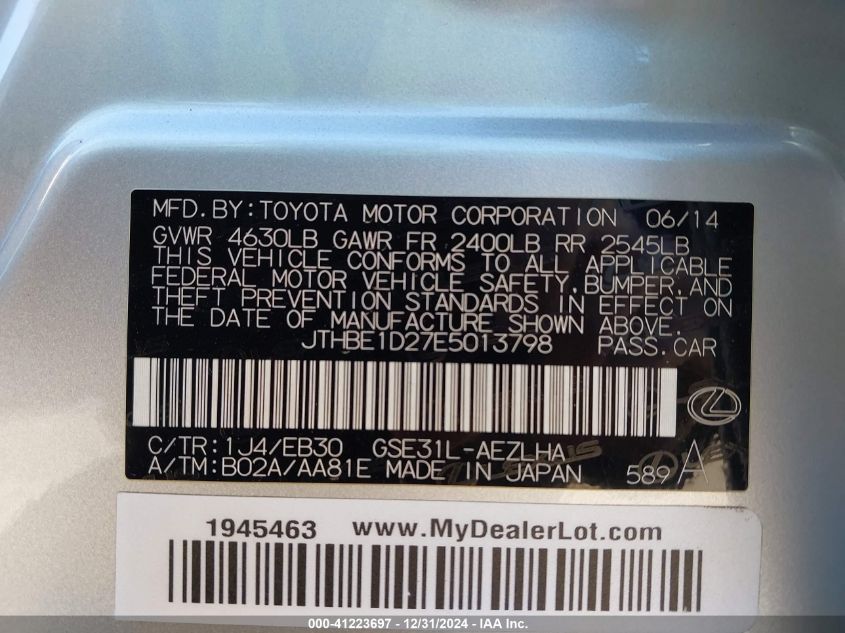 MFD. BY: TOYOTA MOTOR CORPORATION 06/14
GVWR 4630LB GAWR FR 2400LB RR 2545LB
THIS VEHICLE CONFORMS TO ALL APPLICABLE
FEDERAL MOTOR VEHICLE SAFETY, BUMPER, AND
THEFT PREVENTION STANDARDS IN EFFECT ON
THE DATE OF MANUFACTURE SHOWN ABOVE.
JTHBE1D27E5013798 PASS. CAR
C/TR: 1J4/EB30 GSE31L-AEZLHA
A/TM: B02A/AA81E MADE IN JAPAN 589 A
1945463 www.MyDealerLot.com
000-41223697 - 12/31/2024 - IAA Inc.